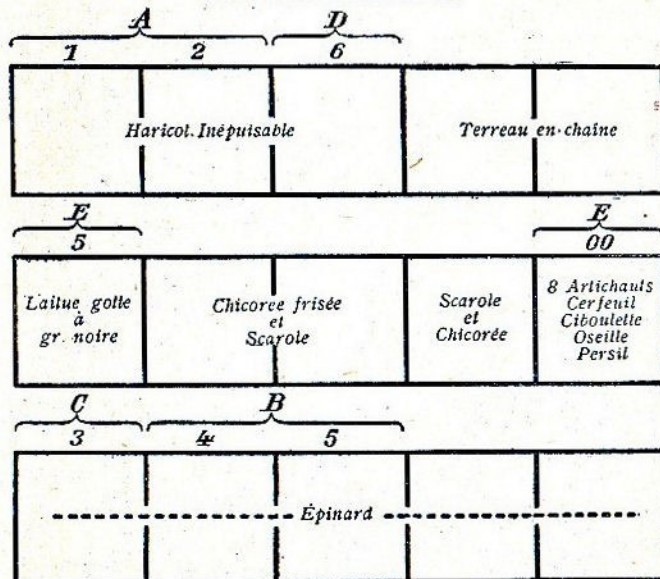 A D
1 2 6
Haricot. Inépuisable Terreau en chaîne
E E
5 00
Laitue gotte
à
gr. noire
Chicorée frisée
et
Scarole
Scarole
et
Chicorée
8 Artichauts
Cerfeuil
Ciboulette
Oseille
Persil
C B
3 4 5
Épinard